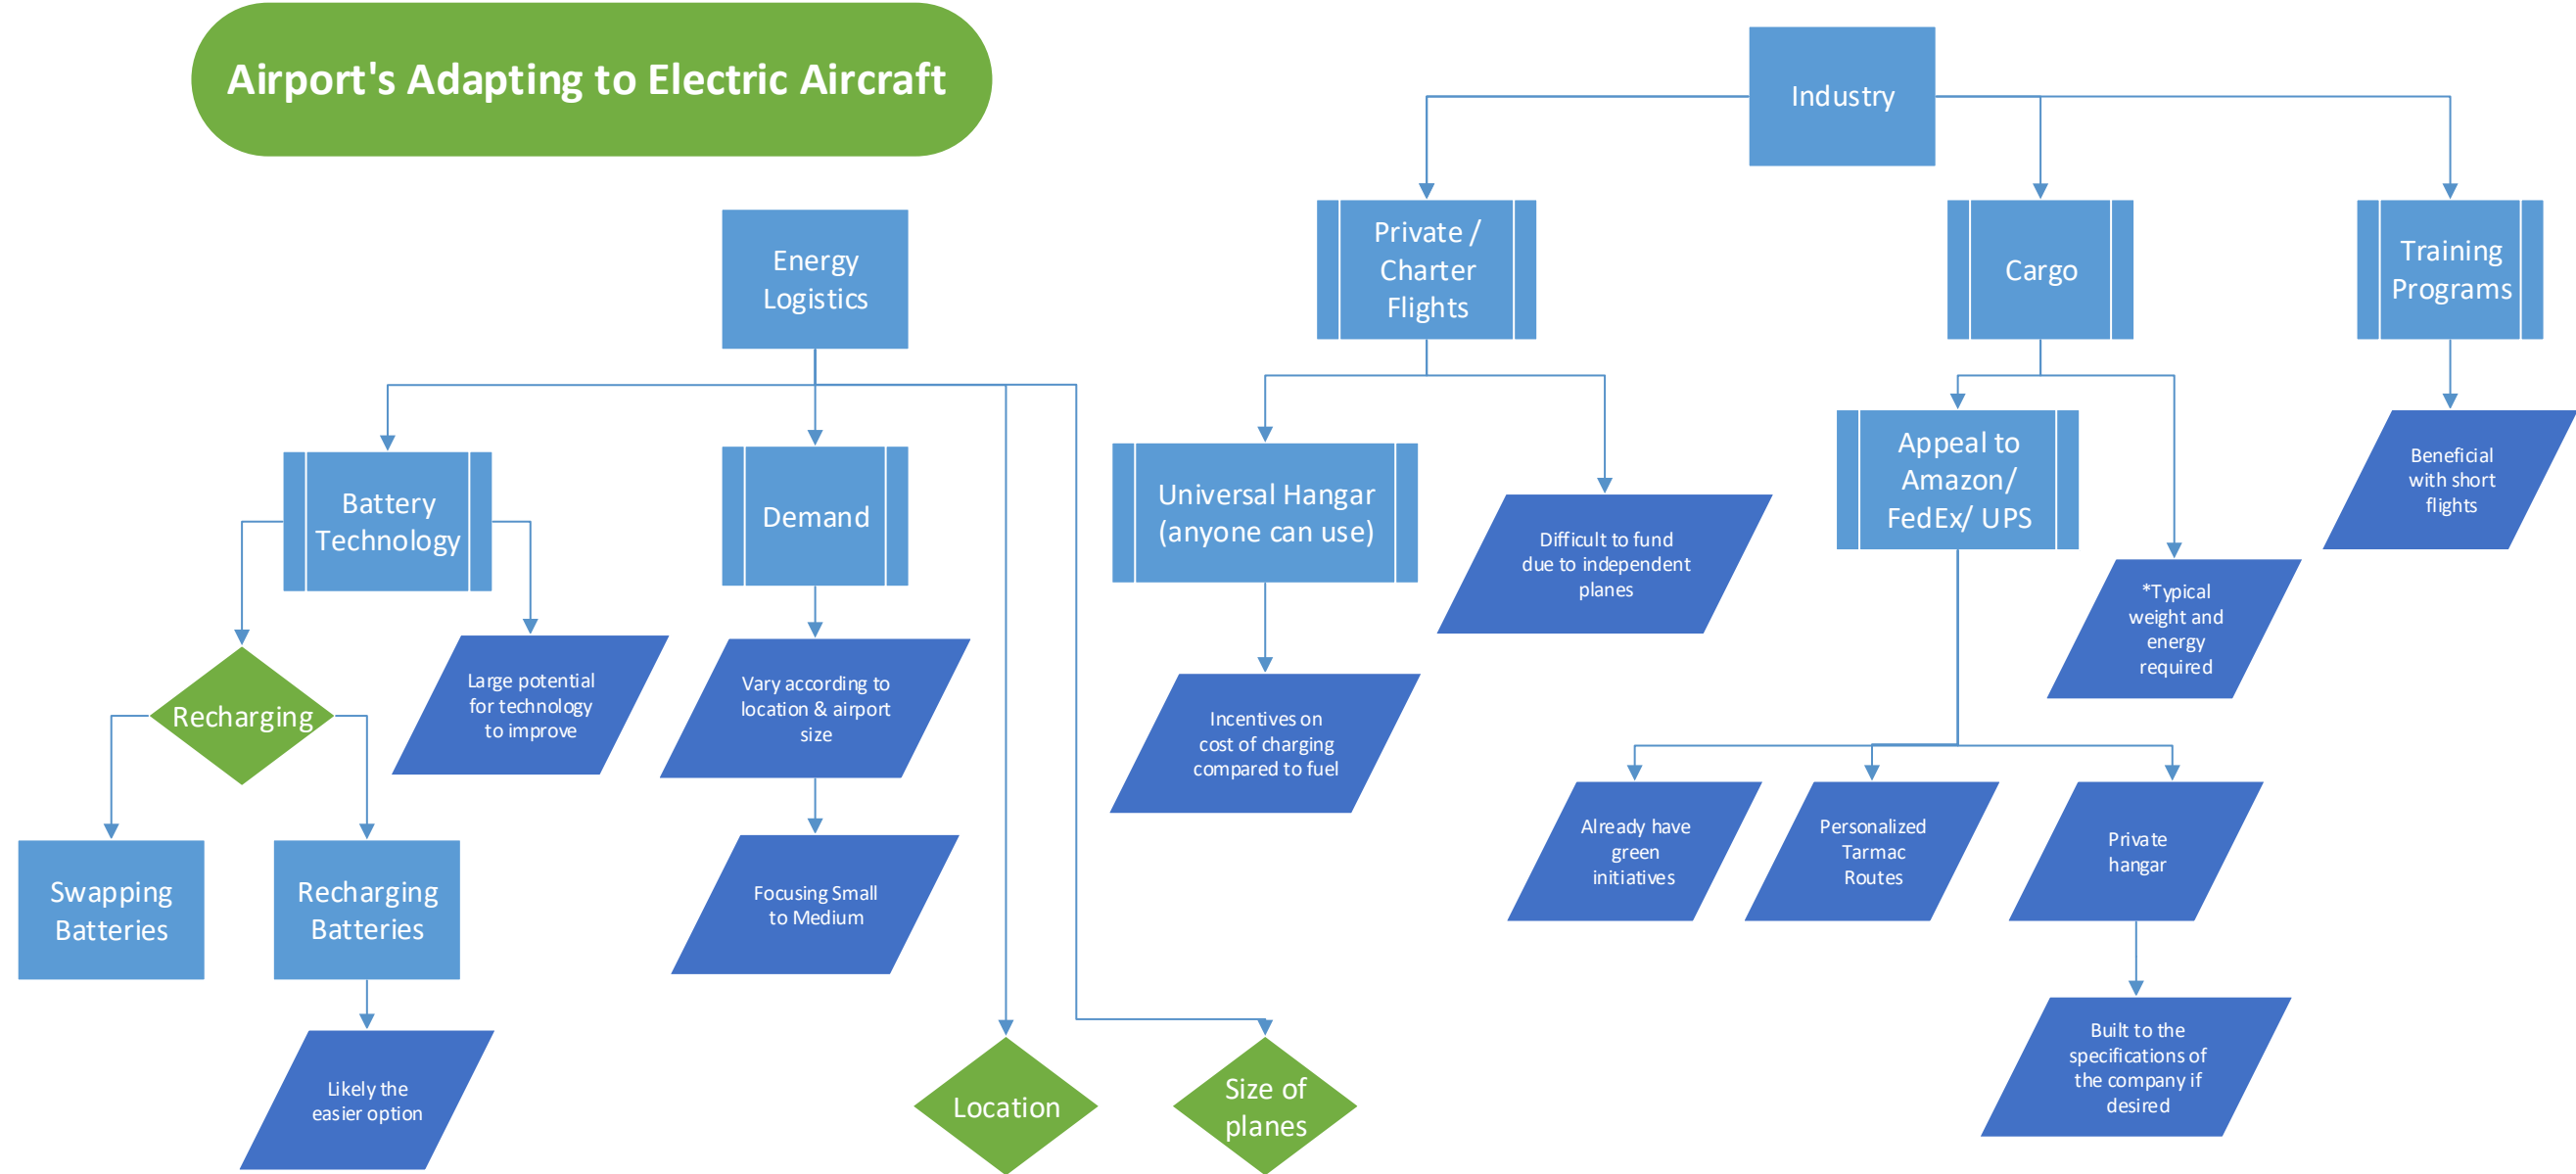 Airport's Adapting to Electric Aircraft
Energy
Logistics
Battery
Technology
Recharging
Swapping
Batteries
Recharging
Batteries
Likely the
easier option
Large potential
for technology
to improve
Demand
Vary according to
location & airport
size
Focusing Small
to Medium
Location
Size of
planes
Industry
Private /
Charter
Flights
Universal Hangar
(anyone can use)
Incentives on
cost of charging
compared to fuel
Difficult to fund
due to independent
planes
Cargo
Appeal to
Amazon/
FedEx/ UPS
Already have
green
initiatives
Personalized
Tarmac
Routes
Private
hangar
Built to the
specifications of
the company if
desired
*Typical
weight and
energy
required
Training
Programs
Beneficial
with short
flights